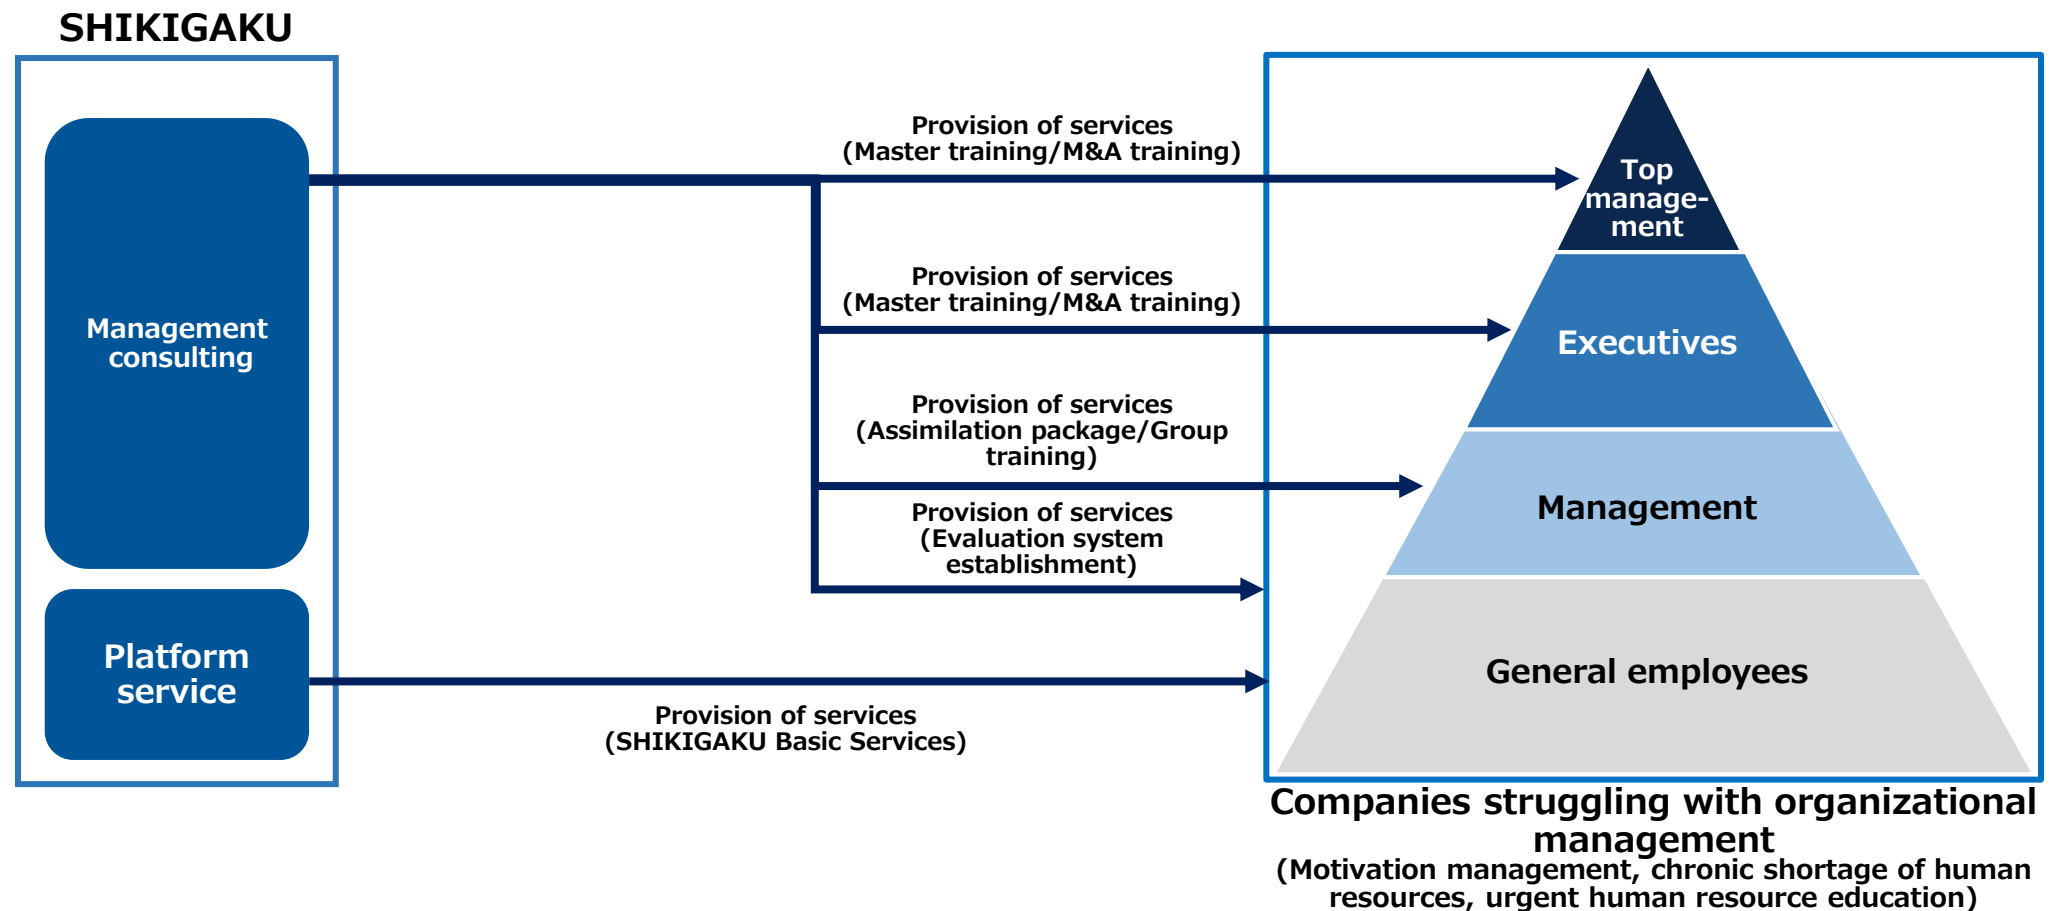 SHIKIGAKU
Management
consulting
Platform
service
Provision of services
(Master training/M&A training)
Provision of services
(Master training/M&A training)
Provision of services
(Assimilation package/Group
training)
Provision of services
(Evaluation system
establishment)
Provision of services
(SHIKIGAKU Basic Services)
Top
manage-
ment
Executives
Management
General employees
Companies struggling with organizational
management
(Motivation management, chronic shortage of human
resources, urgent human resource education)